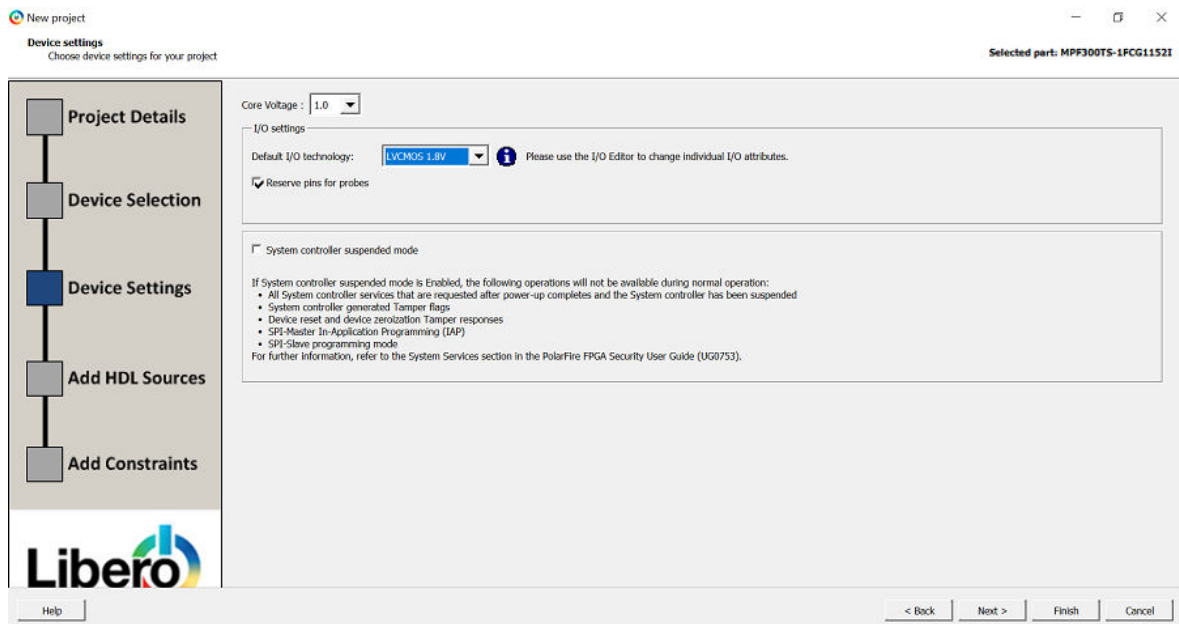 New project
Device settings
Choose device settings for your project
Selected part: MPF300TS-1FCG1152I
Project Details
Device Selection
Device Settings
Add HDL Sources
Add Constraints
Libero
Core Voltage : 1.0
I/O settings
Default I/O technology: LVCMOS 1.8V Please use the I/O Editor to change individual I/O attributes.
Reserve pins for probes
System controller suspended mode
If System controller suspended mode is Enabled, the following operations will not be available during normal operation:
• All System controller services that are requested after power-up completes and the System controller has been suspended
• System controller generated Tamper flags
• Device reset and device zeroization Tamper responses
• SPI-Master In-Application Programming (IAP)
• SPI-Slave programming mode
For further information, refer to the System Services section in the PolarFire FPGA Security User Guide (UG0753).
Help
< Back Next > Finish Cancel